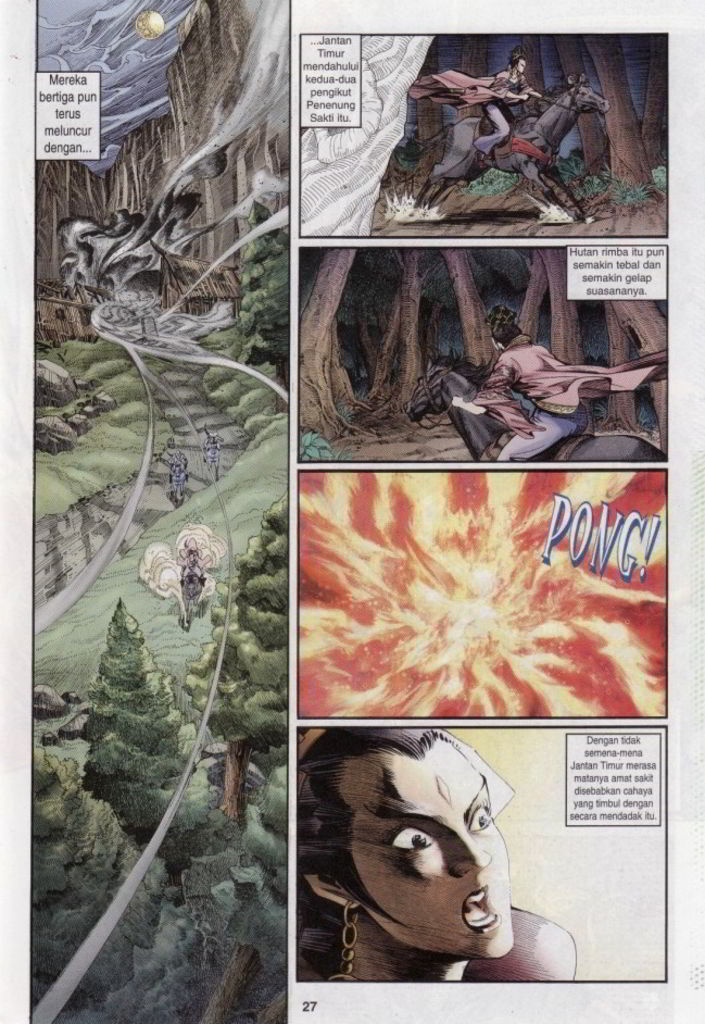 Mereka
bertiga pun
terus
meluncur
dengan...
...Jantan
Timur
mendahului
kedua-dua
pengikut
Penenung
Sakti itu.
Hutan rimba itu pun
semakin tebal dan
semakin gelap
suasananya.
PONG!
Dengan tidak
semena-mena
Jantan Timur merasa
matanya amat sakit
disebabkan cahaya
yang timbul dengan
secara mendadak itu.
27